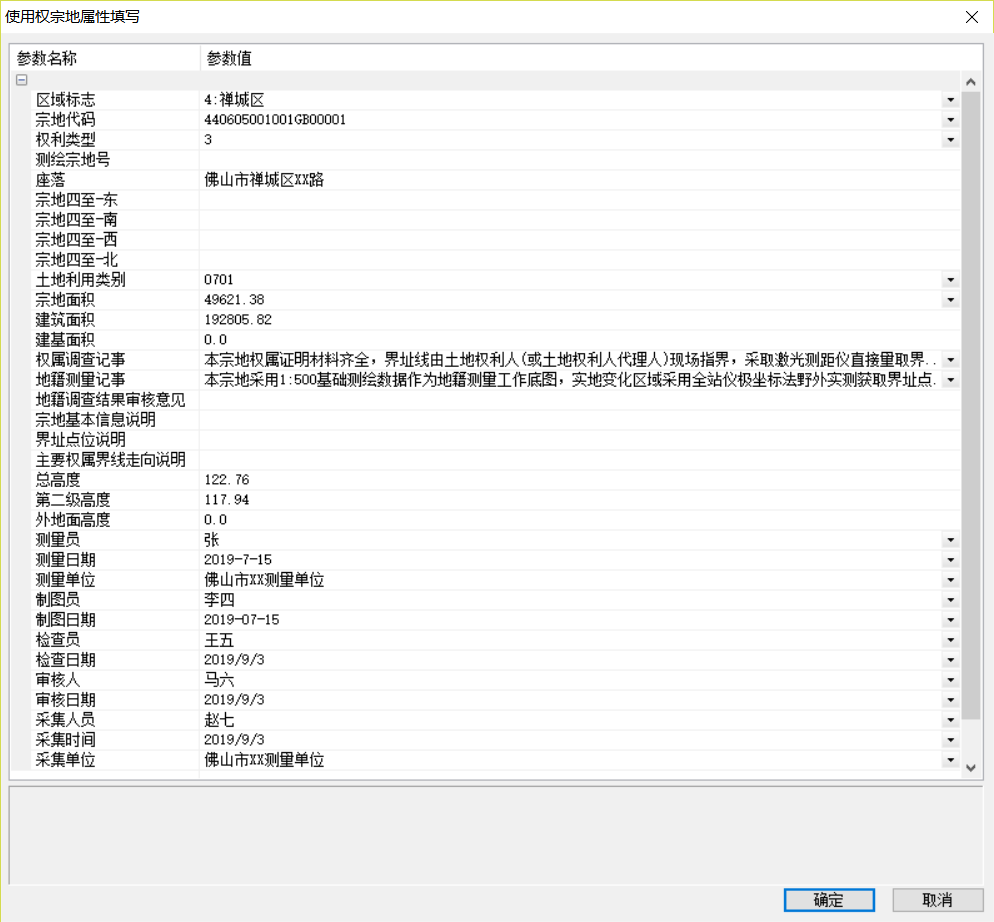 使用权宗地属性填写
参数名称 参数值
区域标志 4:禅城区
宗地代码 440605001001GB00001
权利类型 3
测绘宗地号
座落 佛山市禅城区XX路
宗地四至-东
宗地四至-南
宗地四至-西
宗地四至-北
土地利用类别 0701
宗地面积 49621.38
建筑面积 192805.82
建基面积 0.0
权属调查记事 本宗地权属证明材料齐全，界址线由土地权利人(或土地权利人代理人)现场指界，采取激光测距仪直接量取界..
地籍测量记事 本宗地采用1:500基础测绘数据作为地籍测量工作底图，实地变化区域采用全站仪极坐标法野外实测获取界址点.
地籍调查结果审核意见
宗地基本信息说明
界址点位说明
主要权属界线走向说明
总高度 122.76
第二级高度 117.94
外地面高度 0.0
测量员 张
测量日期 2019-7-15
测量单位 佛山市XX测量单位
制图员 李四
制图日期 2019-07-15
检查员 王五
检查日期 2019/9/3
审核人 马六
审核日期 2019/9/3
采集人员 赵七
采集时间 2019/9/3
采集单位 佛山市XX测量单位
确定 取消